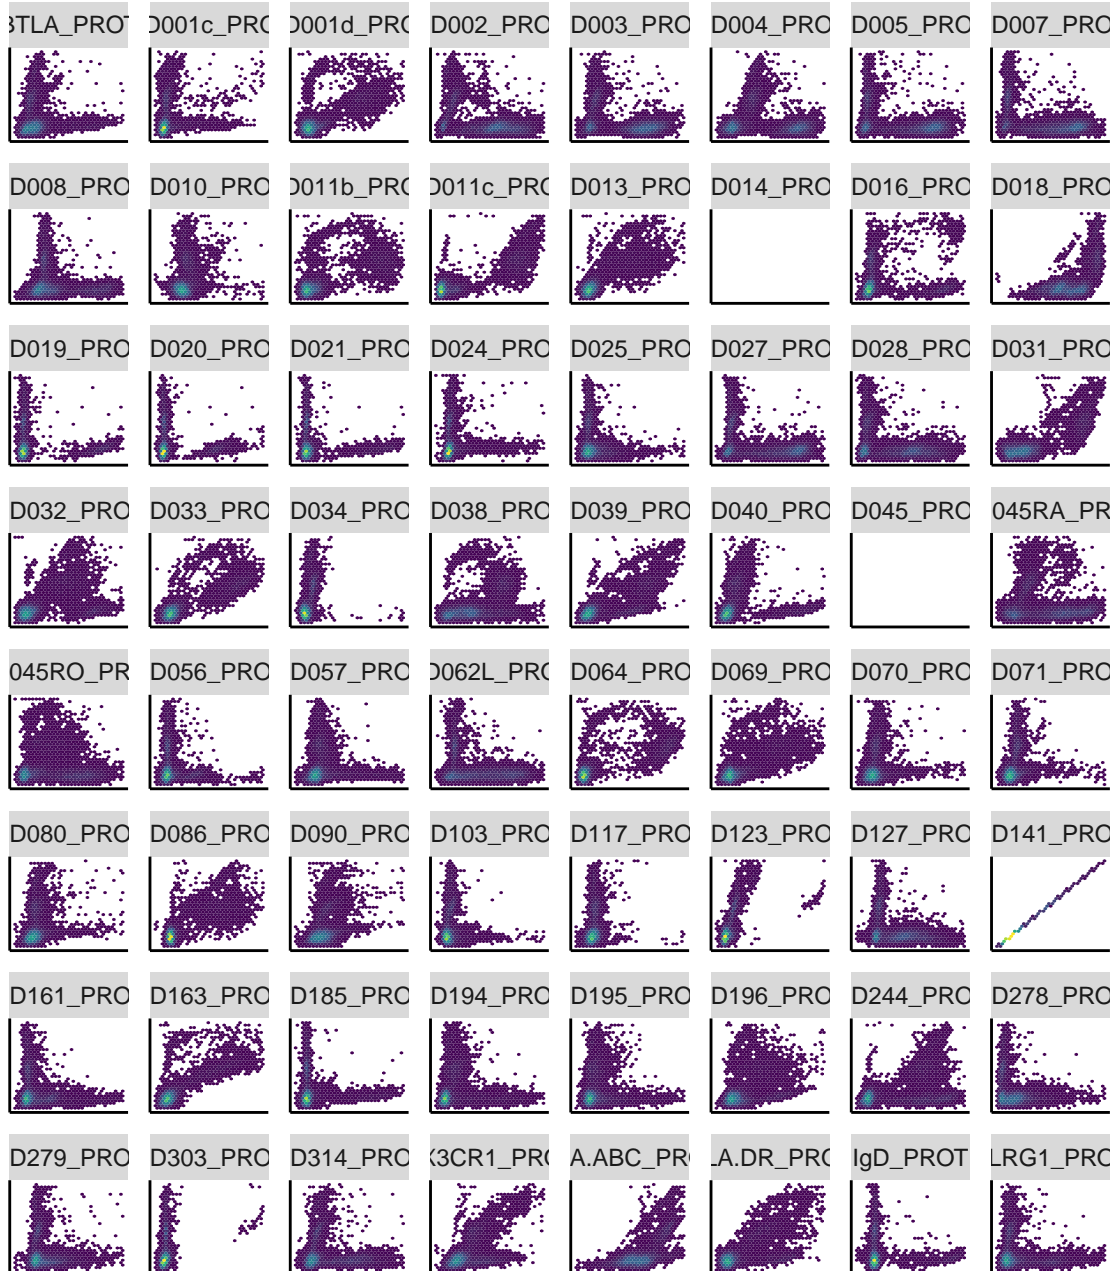 BTLA_PROT D001c_PRO D001d_PRO D002_PRO D003_PRO D004_PRO D005_PRO D007_PRO
D008_PRO D010_PRO D011b_PRO D011c_PRO D013_PRO D014_PRO D016_PRO D018_PRO
D019_PRO D020_PRO D021_PRO D024_PRO D025_PRO D027_PRO D028_PRO D031_PRO
D032_PRO D033_PRO D034_PRO D038_PRO D039_PRO D040_PRO D045_PRO 045RA_PR
045RO_PR D056_PRO D057_PRO D062L_PRO D064_PRO D069_PRO D070_PRO D071_PRO
D080_PRO D086_PRO D090_PRO D103_PRO D117_PRO D123_PRO D127_PRO D141_PRO
D161_PRO D163_PRO D185_PRO D194_PRO D195_PRO D196_PRO D244_PRO D278_PRO
D279_PRO D303_PRO D314_PRO X3CR1_PRO A.ABC_PR LA.DR_PRO IgD_PROT LRG1_PRO